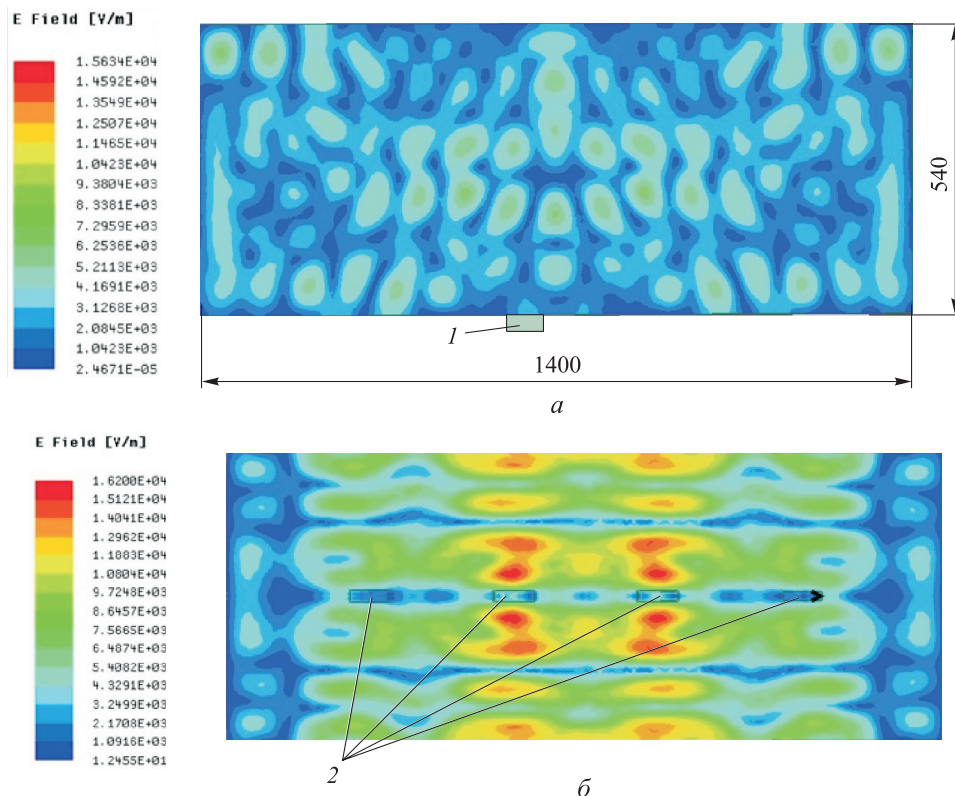 E Field [V/m]
1.5634E+04
1.4592E+04
1.3549E+04
1.2507E+04
1.1465E+04
1.0423E+04
9.3804E+03
8.3381E+03
7.2959E+03
6.2536E+03
5.2113E+03
4.1691E+03
3.1268E+03
2.0845E+03
1.0423E+03
2.4671E-05
540
1
1400
а
E Field [V/m]
1.6200E+04
1.5121E+04
1.4041E+04
1.2962E+04
1.1883E+04
1.0804E+04
9.7248E+03
8.6457E+03
7.5665E+03
6.4874E+03
5.4082E+03
4.3291E+03
3.2499E+03
2.1708E+03
1.0916E+03
1.2455E+01
2
б